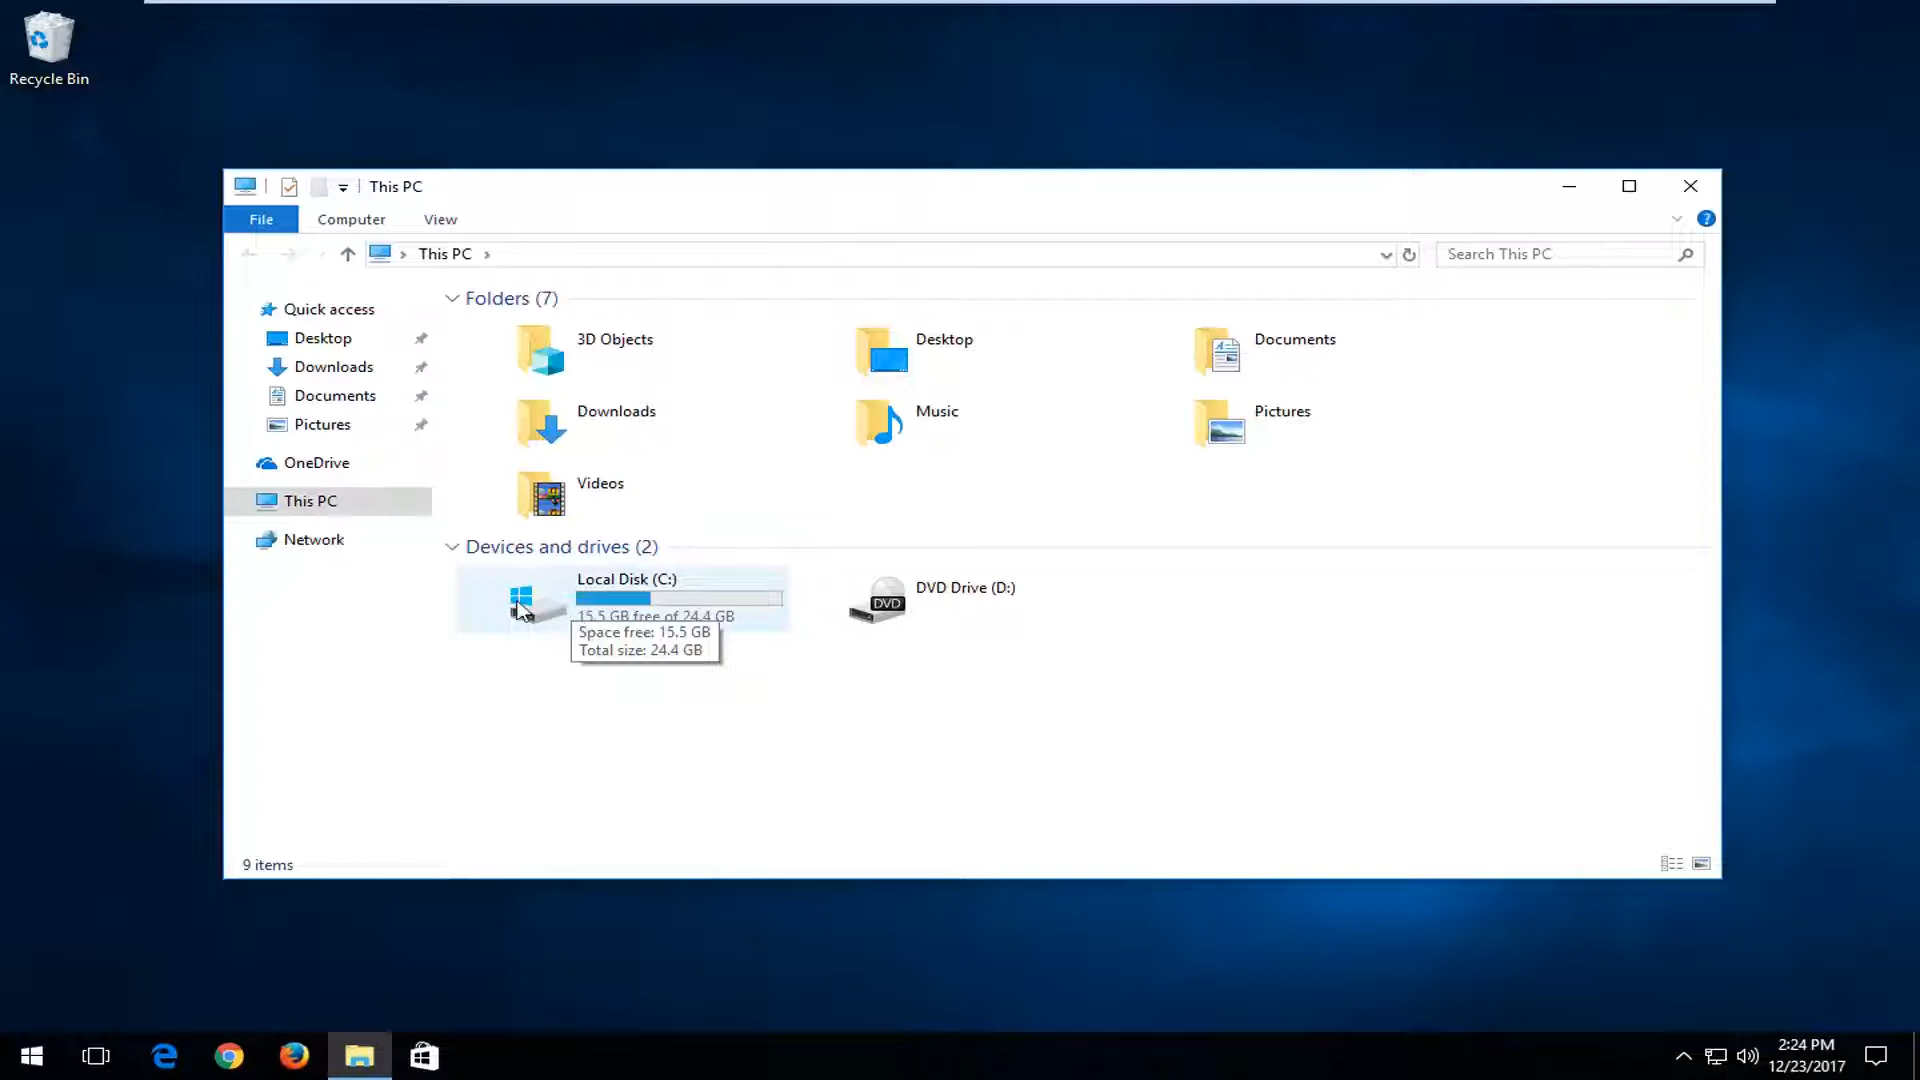 Recycle Bin
This PC
File
Computer
View
?
This PC
Search This PC
Quick access
Desktop
Downloads
Documents
Pictures
OneDrive
This PC
Network
Folders (7)
3D Objects
Desktop
Documents
Downloads
Music
Pictures
Videos
Devices and drives (2)
Local Disk (C:)
15.5 GB free of 24.4 GB
Space free: 15.5 GB
Total size: 24.4 GB
DVD
DVD Drive (D:)
9 items
2:24 PM
12/23/2017